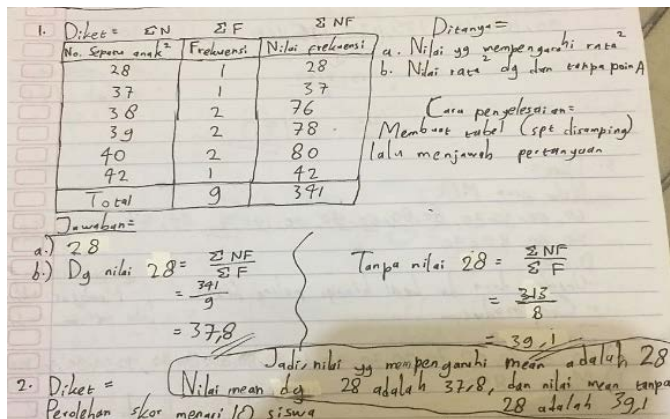 1. Diket = ΣN ΣF ΣNF
No. Sepatu anak² | Frekuensi | Nilai frekuensi
28 | 1 | 28
37 | 1 | 37
38 | 2 | 76
39 | 2 | 78
40 | 2 | 80
42 | 1 | 42
Total | 9 | 341
Ditanya =
a. Nilai yg mempengaruhi rata²
b. Nilai rata² dg dan tanpa poin A
Cara penyelesaian =
Membuat tabel (spt disamping)
lalu menjawab pertanyaan
Jawaban =
a.) 28
b.) Dg nilai 28 = ΣNF / ΣF
= 341 / 9
= 37,8
Tanpa nilai 28 = ΣNF / ΣF
= 313 / 8
= 39,1
Jadi, nilai yg mempengaruhi mean adalah 28
Nilai mean dg 28 adalah 37,8, dan nilai mean tanpa
28 adalah 39,1
2. Diket =
Perolehan skor menari 10 siswa